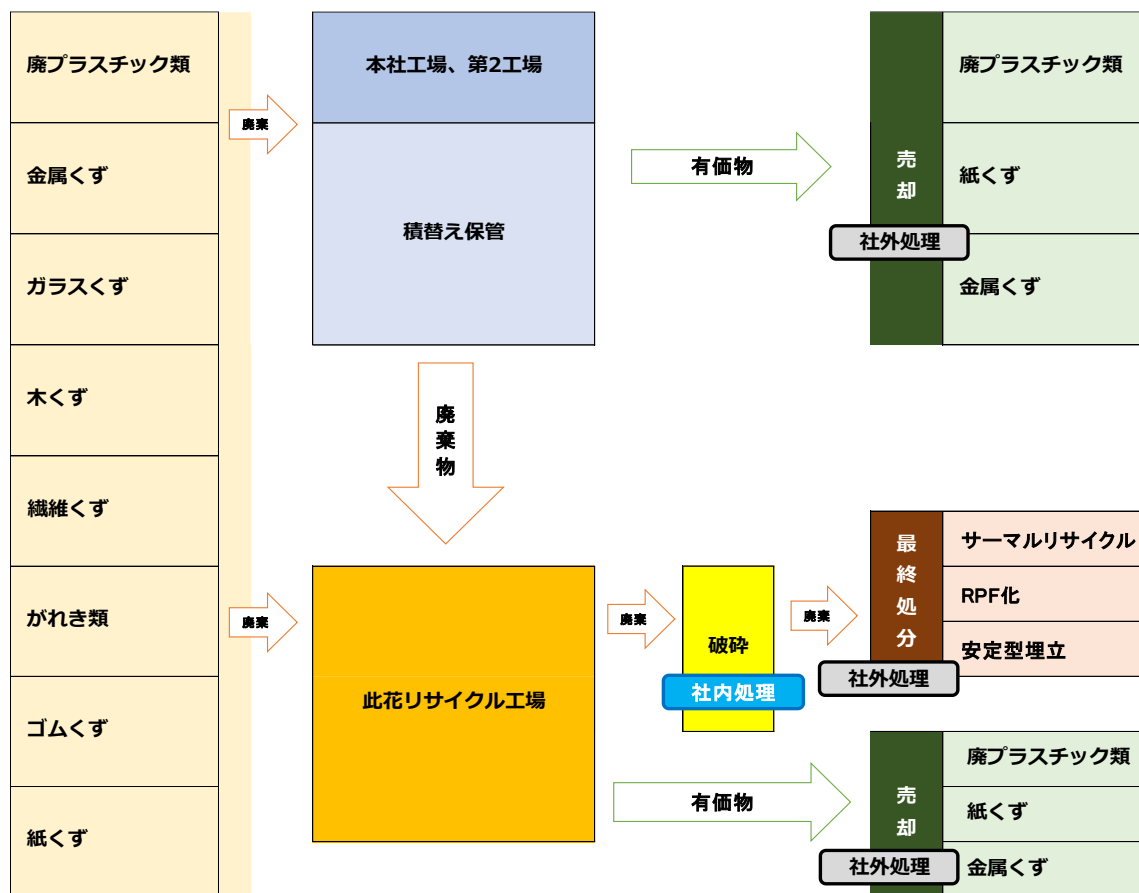 廃プラスチック類
金属くず
ガラスくず
木くず
繊維くず
がれき類
ゴムくず
紙くず
廃棄
本社工場、第2工場
積替え保管
有価物
売却
社外処理
廃プラスチック類
紙くず
金属くず
廃棄物
廃棄
此花リサイクル工場
廃棄
破砕
社内処理
廃棄
最終処分
社外処理
サーマルリサイクル
RPF化
安定型埋立
有価物
売却
社外処理
廃プラスチック類
紙くず
金属くず